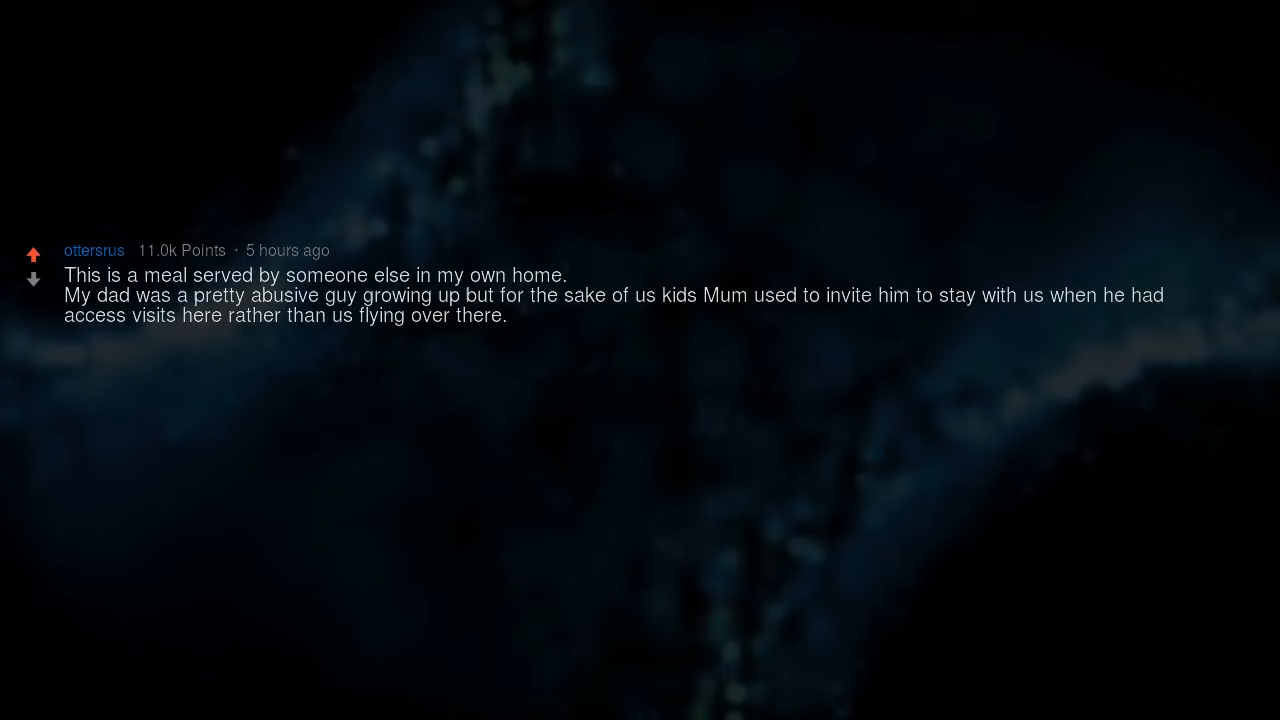 ottersrus 11.0k Points · 5 hours ago
This is a meal served by someone else in my own home.
My dad was a pretty abusive guy growing up but for the sake of us kids Mum used to invite him to stay with us when he had
access visits here rather than us flying over there.